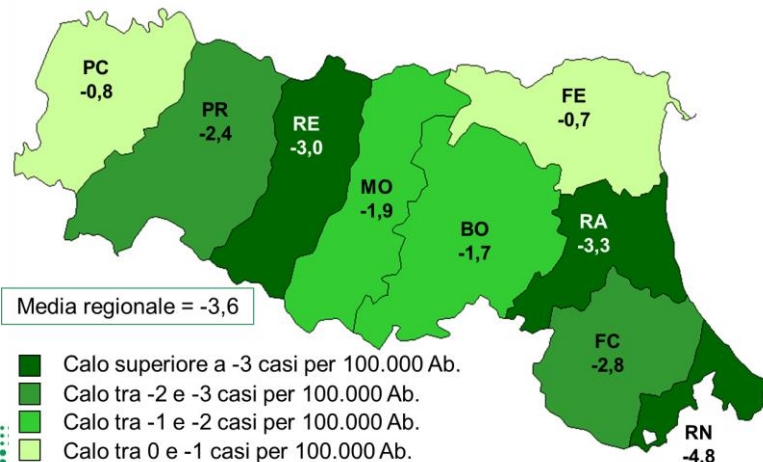 PC
-0,8
PR
-2,4
RE
-3,0
MO
-1,9
BO
-1,7
FE
-0,7
RA
-3,3
FC
-2,8
RN
-4,8
Media regionale = -3,6
Calo superiore a -3 casi per 100.000 Ab.
Calo tra -2 e -3 casi per 100.000 Ab.
Calo tra -1 e -2 casi per 100.000 Ab.
Calo tra 0 e -1 casi per 100.000 Ab.